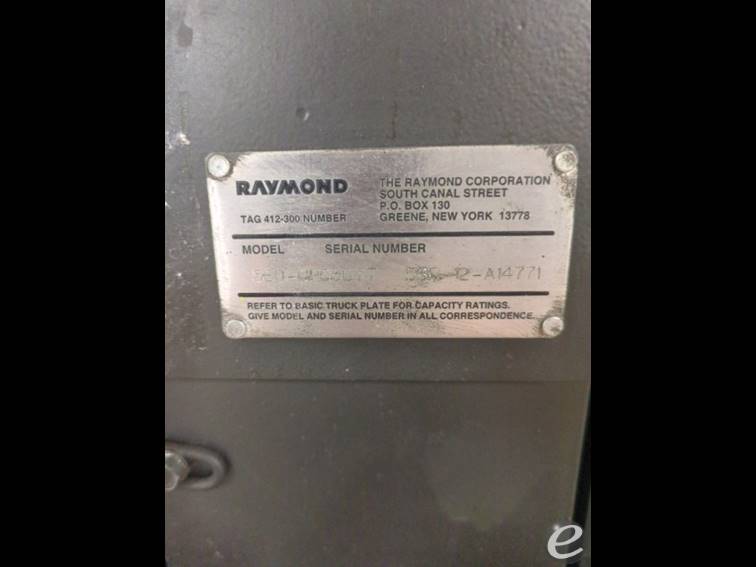 RAYMOND
THE RAYMOND CORPORATION
SOUTH CANAL STREET
P.O. BOX 130
GREENE, NEW YORK 13778
TAG 412-300 NUMBER
MODEL SERIAL NUMBER
12-A14771
REFER TO BASIC TRUCK PLATE FOR CAPACITY RATINGS.
GIVE MODEL AND SERIAL NUMBER IN ALL CORRESPONDENCE.
e